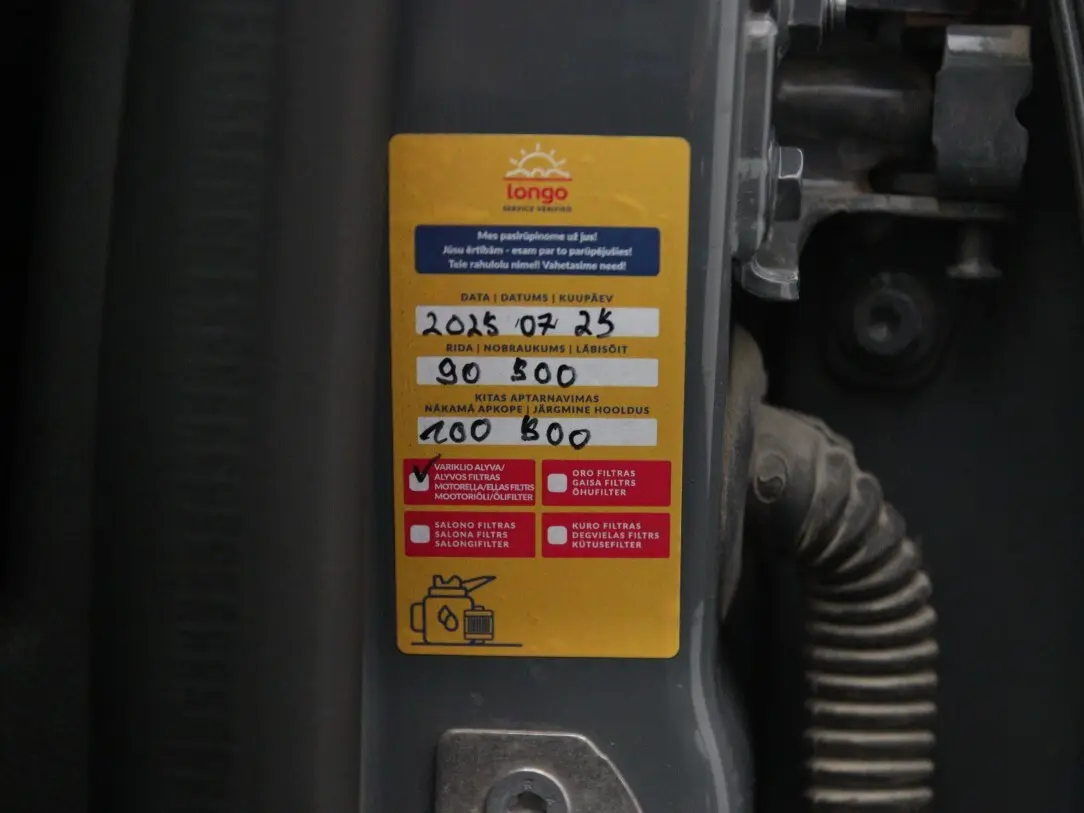 longo
SERVICE VERIFIED
Mes pasirūpinome už jus!
Jūsu ērtībām - esam par to parūpējušies!
Teie rahulolu nimel! Vahetasime need!
DATA | DATUMS | KUUPÄEV
2025 07 25
RIDA | NOBRAUKUMS | LÄBISÕIT
90 500
KITAS APTARNAVIMAS
NĀKAMĀ APKOPE | JÄRGMINE HOOLDUS
100 500
VARIKLIO ALYVA/
ALYVOS FILTRAS
MOTOREĻĻA/EĻĻAS FILTRS
MOOTORIÕLI/ÕLIFILTER
ORO FILTRAS
GAISA FILTRS
ÕHUFILTER
SALONO FILTRAS
SALONA FILTRS
SALONGIFILTER
KURO FILTRAS
DEGVIELAS FILTRS
KÜTUSEFILTER